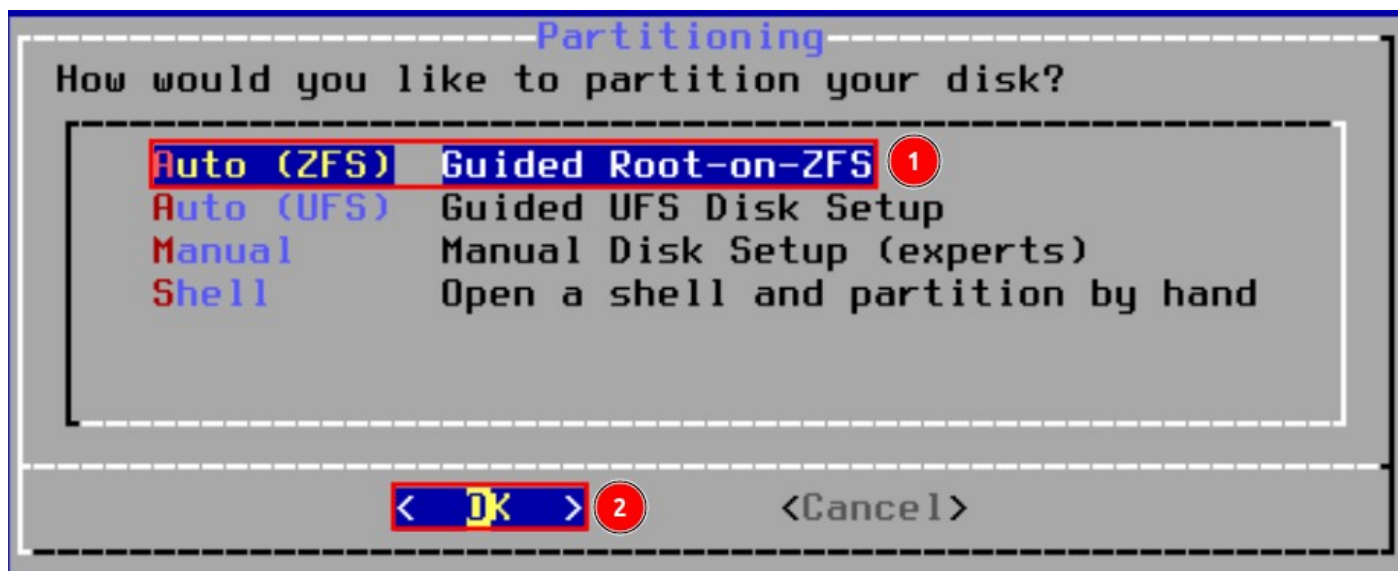 Partitioning
How would you like to partition your disk?
Auto (ZFS) Guided Root-on-ZFS 1
Auto (UFS) Guided UFS Disk Setup
Manual Manual Disk Setup (experts)
Shell Open a shell and partition by hand
< OK > 2 <Cancel>